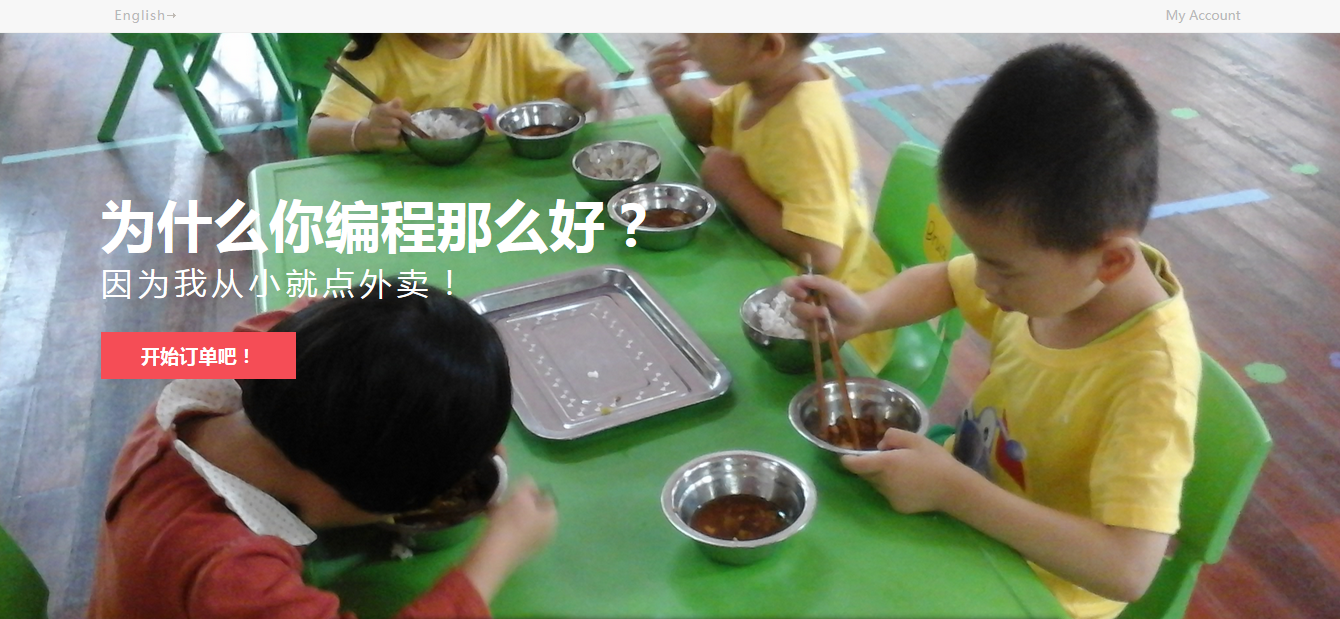 English→
My Account
为什么你编程那么好？
因为我从小就点外卖！
开始订单吧！